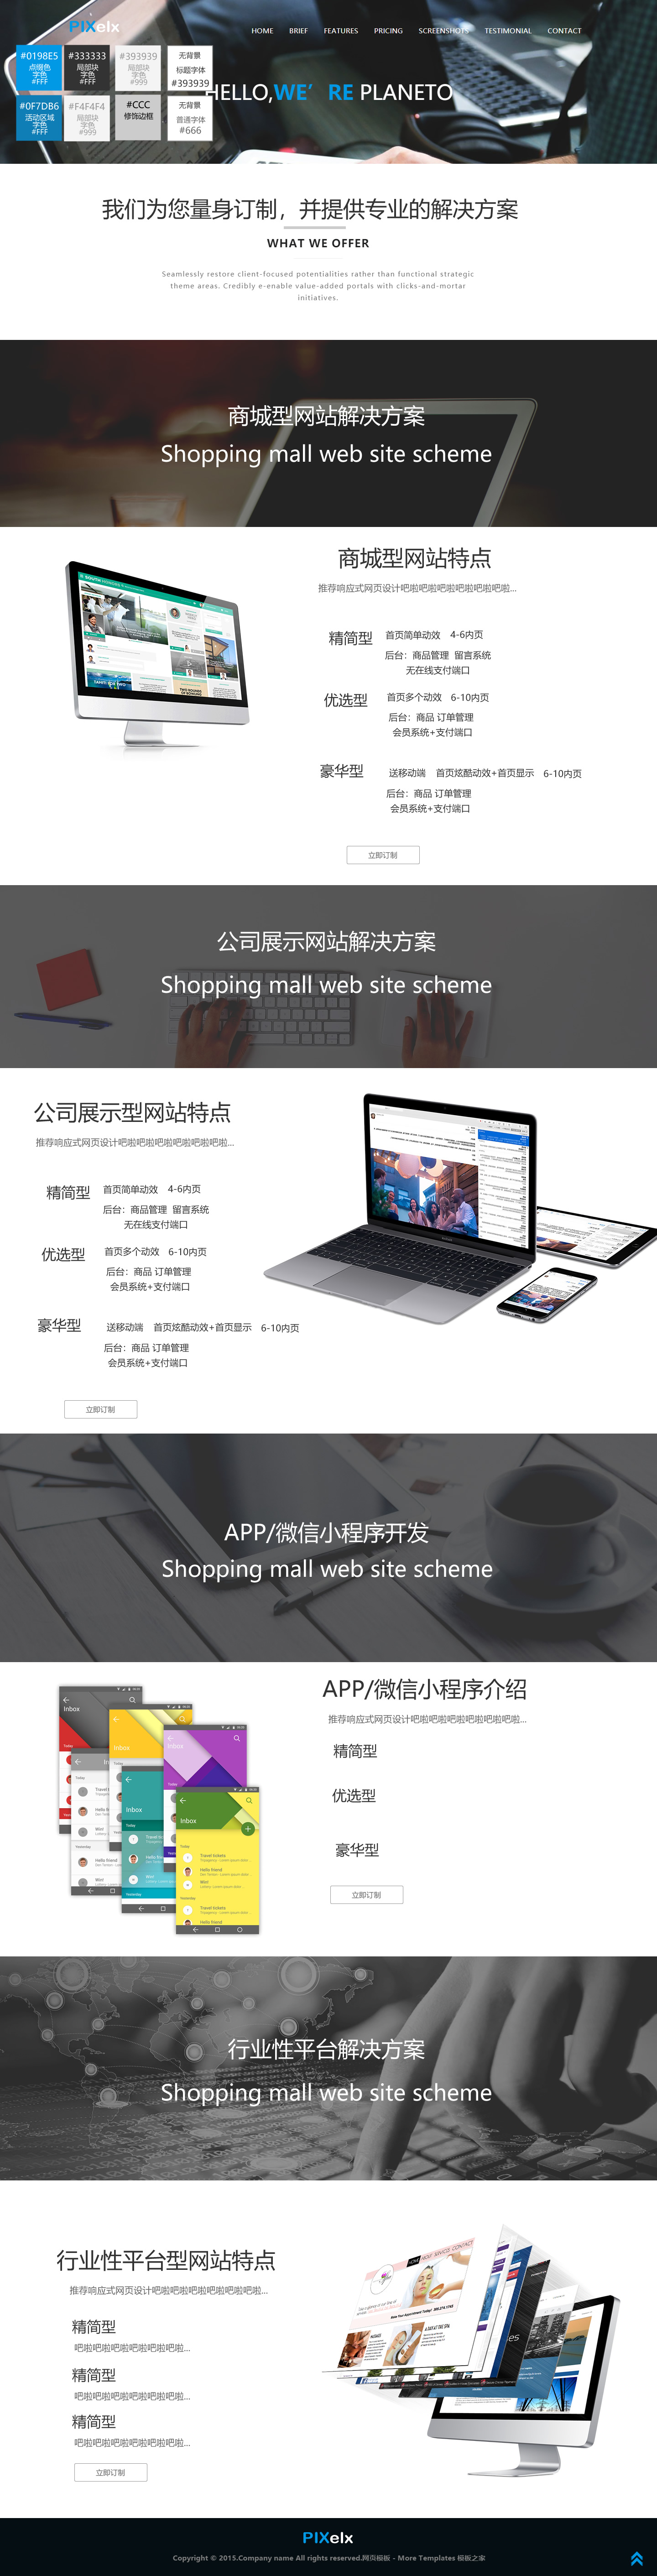 PIXelx
HOME BRIEF FEATURES PRICING SCREENSHOTS TESTIMONIAL CONTACT
#0198E5
点缀色
字色
#FFF
#333333
局部块
字色
#FFF
#393939
局部块
字色
#999
无背景
标题字体
#393939
#0F7DB6
活动区域
字色
#FFF
#F4F4F4
局部块
字色
#999
#CCC
修饰边框
无背景
普通字体
#666
HELLO,WE’RE PLANETO
我们为您量身订制，并提供专业的解决方案
WHAT WE OFFER
Seamlessly restore client-focused potentialities rather than functional strategic
theme areas. Credibly e-enable value-added portals with clicks-and-mortar
initiatives.
商城型网站解决方案
Shopping mall web site scheme
商城型网站特点
推荐响应式网页设计吧啦吧啦吧啦吧啦吧啦吧啦...
精简型 首页简单动效 4-6内页
后台：商品管理 留言系统
无在线支付端口
优选型 首页多个动效 6-10内页
后台：商品 订单管理
会员系统+支付端口
豪华型 送移动端 首页炫酷动效+首页显示 6-10内页
后台：商品 订单管理
会员系统+支付端口
立即订制
公司展示网站解决方案
Shopping mall web site scheme
公司展示型网站特点
推荐响应式网页设计吧啦吧啦吧啦吧啦吧啦吧啦...
精简型 首页简单动效 4-6内页
后台：商品管理 留言系统
无在线支付端口
优选型 首页多个动效 6-10内页
后台：商品 订单管理
会员系统+支付端口
豪华型 送移动端 首页炫酷动效+首页显示 6-10内页
后台：商品 订单管理
会员系统+支付端口
立即订制
APP/微信小程序开发
Shopping mall web site scheme
APP/微信小程序介绍
推荐响应式网页设计吧啦吧啦吧啦吧啦吧啦吧啦...
精简型
优选型
豪华型
立即订制
Inbox
Inbox
Inbox
Inbox
Inbox
Today
Travel tickets
Hello friend
Win!
Yesterday
Travel tickets
Hello friend
行业性平台解决方案
Shopping mall web site scheme
行业性平台型网站特点
推荐响应式网页设计吧啦吧啦吧啦吧啦吧啦吧啦...
精简型
吧啦吧啦吧啦吧啦吧啦吧啦...
精简型
吧啦吧啦吧啦吧啦吧啦吧啦...
精简型
吧啦吧啦吧啦吧啦吧啦吧啦...
立即订制
PIXelx
Copyright © 2015.Company name All rights reserved.网页模板 - More Templates 模板之家